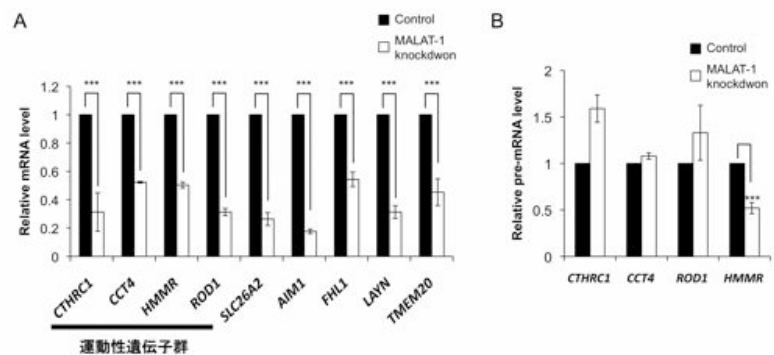 A
Control
MALAT-1
knockdwon
Relative mRNA level
1.2
1
0.8
0.6
0.4
0.2
0
*** *** *** *** *** *** *** *** ***
CTHRC1
CCT4
HMMR
ROD1
SLC26A2
AIM1
FHL1
LAYN
TMEM20
運動性遺伝子群
B
Control
MALAT-1
knockdwon
Relative pre-mRNA level
2
1.5
1
0.5
0
***
CTHRC1
CCT4
ROD1
HMMR